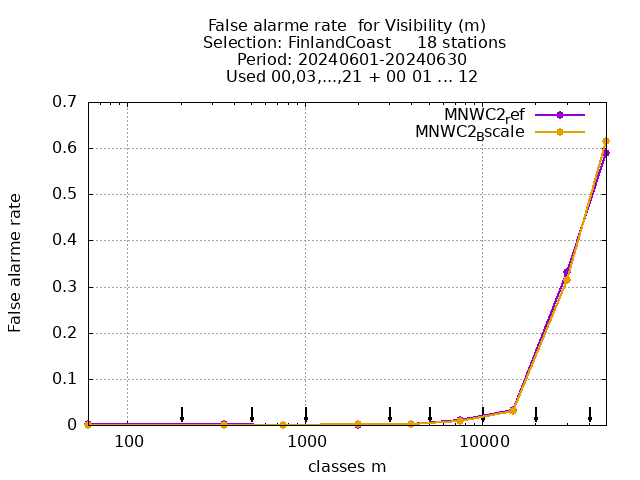 False alarme rate  for Visibility (m)
Selection: FinlandCoast     18 stations
Period: 20240601-20240630
Used 00,03,...,21 + 00 01 ... 12
0.7
0.6
0.5
0.4
0.3
0.2
0.1
0
False alarme rate
MNWC2ref
MNWC2Bscale
100
1000
10000
classes m